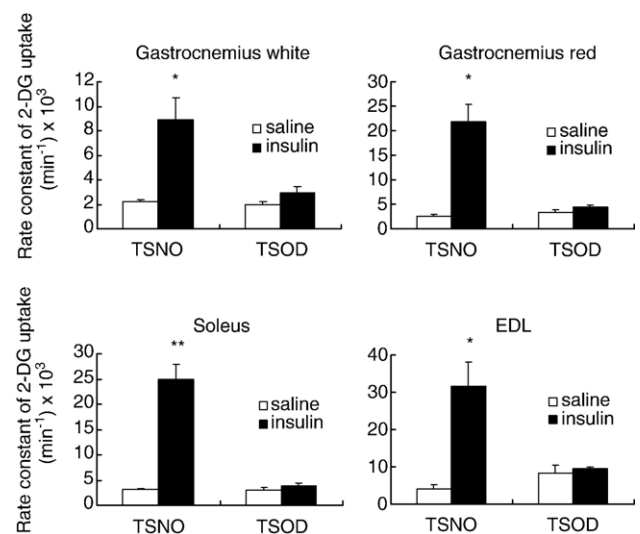 Gastrocnemius white
Rate constant of 2-DG uptake
(min⁻¹) x 10³
12
10
8
6
4
2
0
*
saline
insulin
TSNO TSOD
Gastrocnemius red
30
25
20
15
10
5
0
*
saline
insulin
TSNO TSOD
Soleus
Rate constant of 2-DG uptake
(min⁻¹) x 10³
30
25
20
15
10
5
0
**
saline
insulin
TSNO TSOD
EDL
40
30
20
10
0
*
saline
insulin
TSNO TSOD